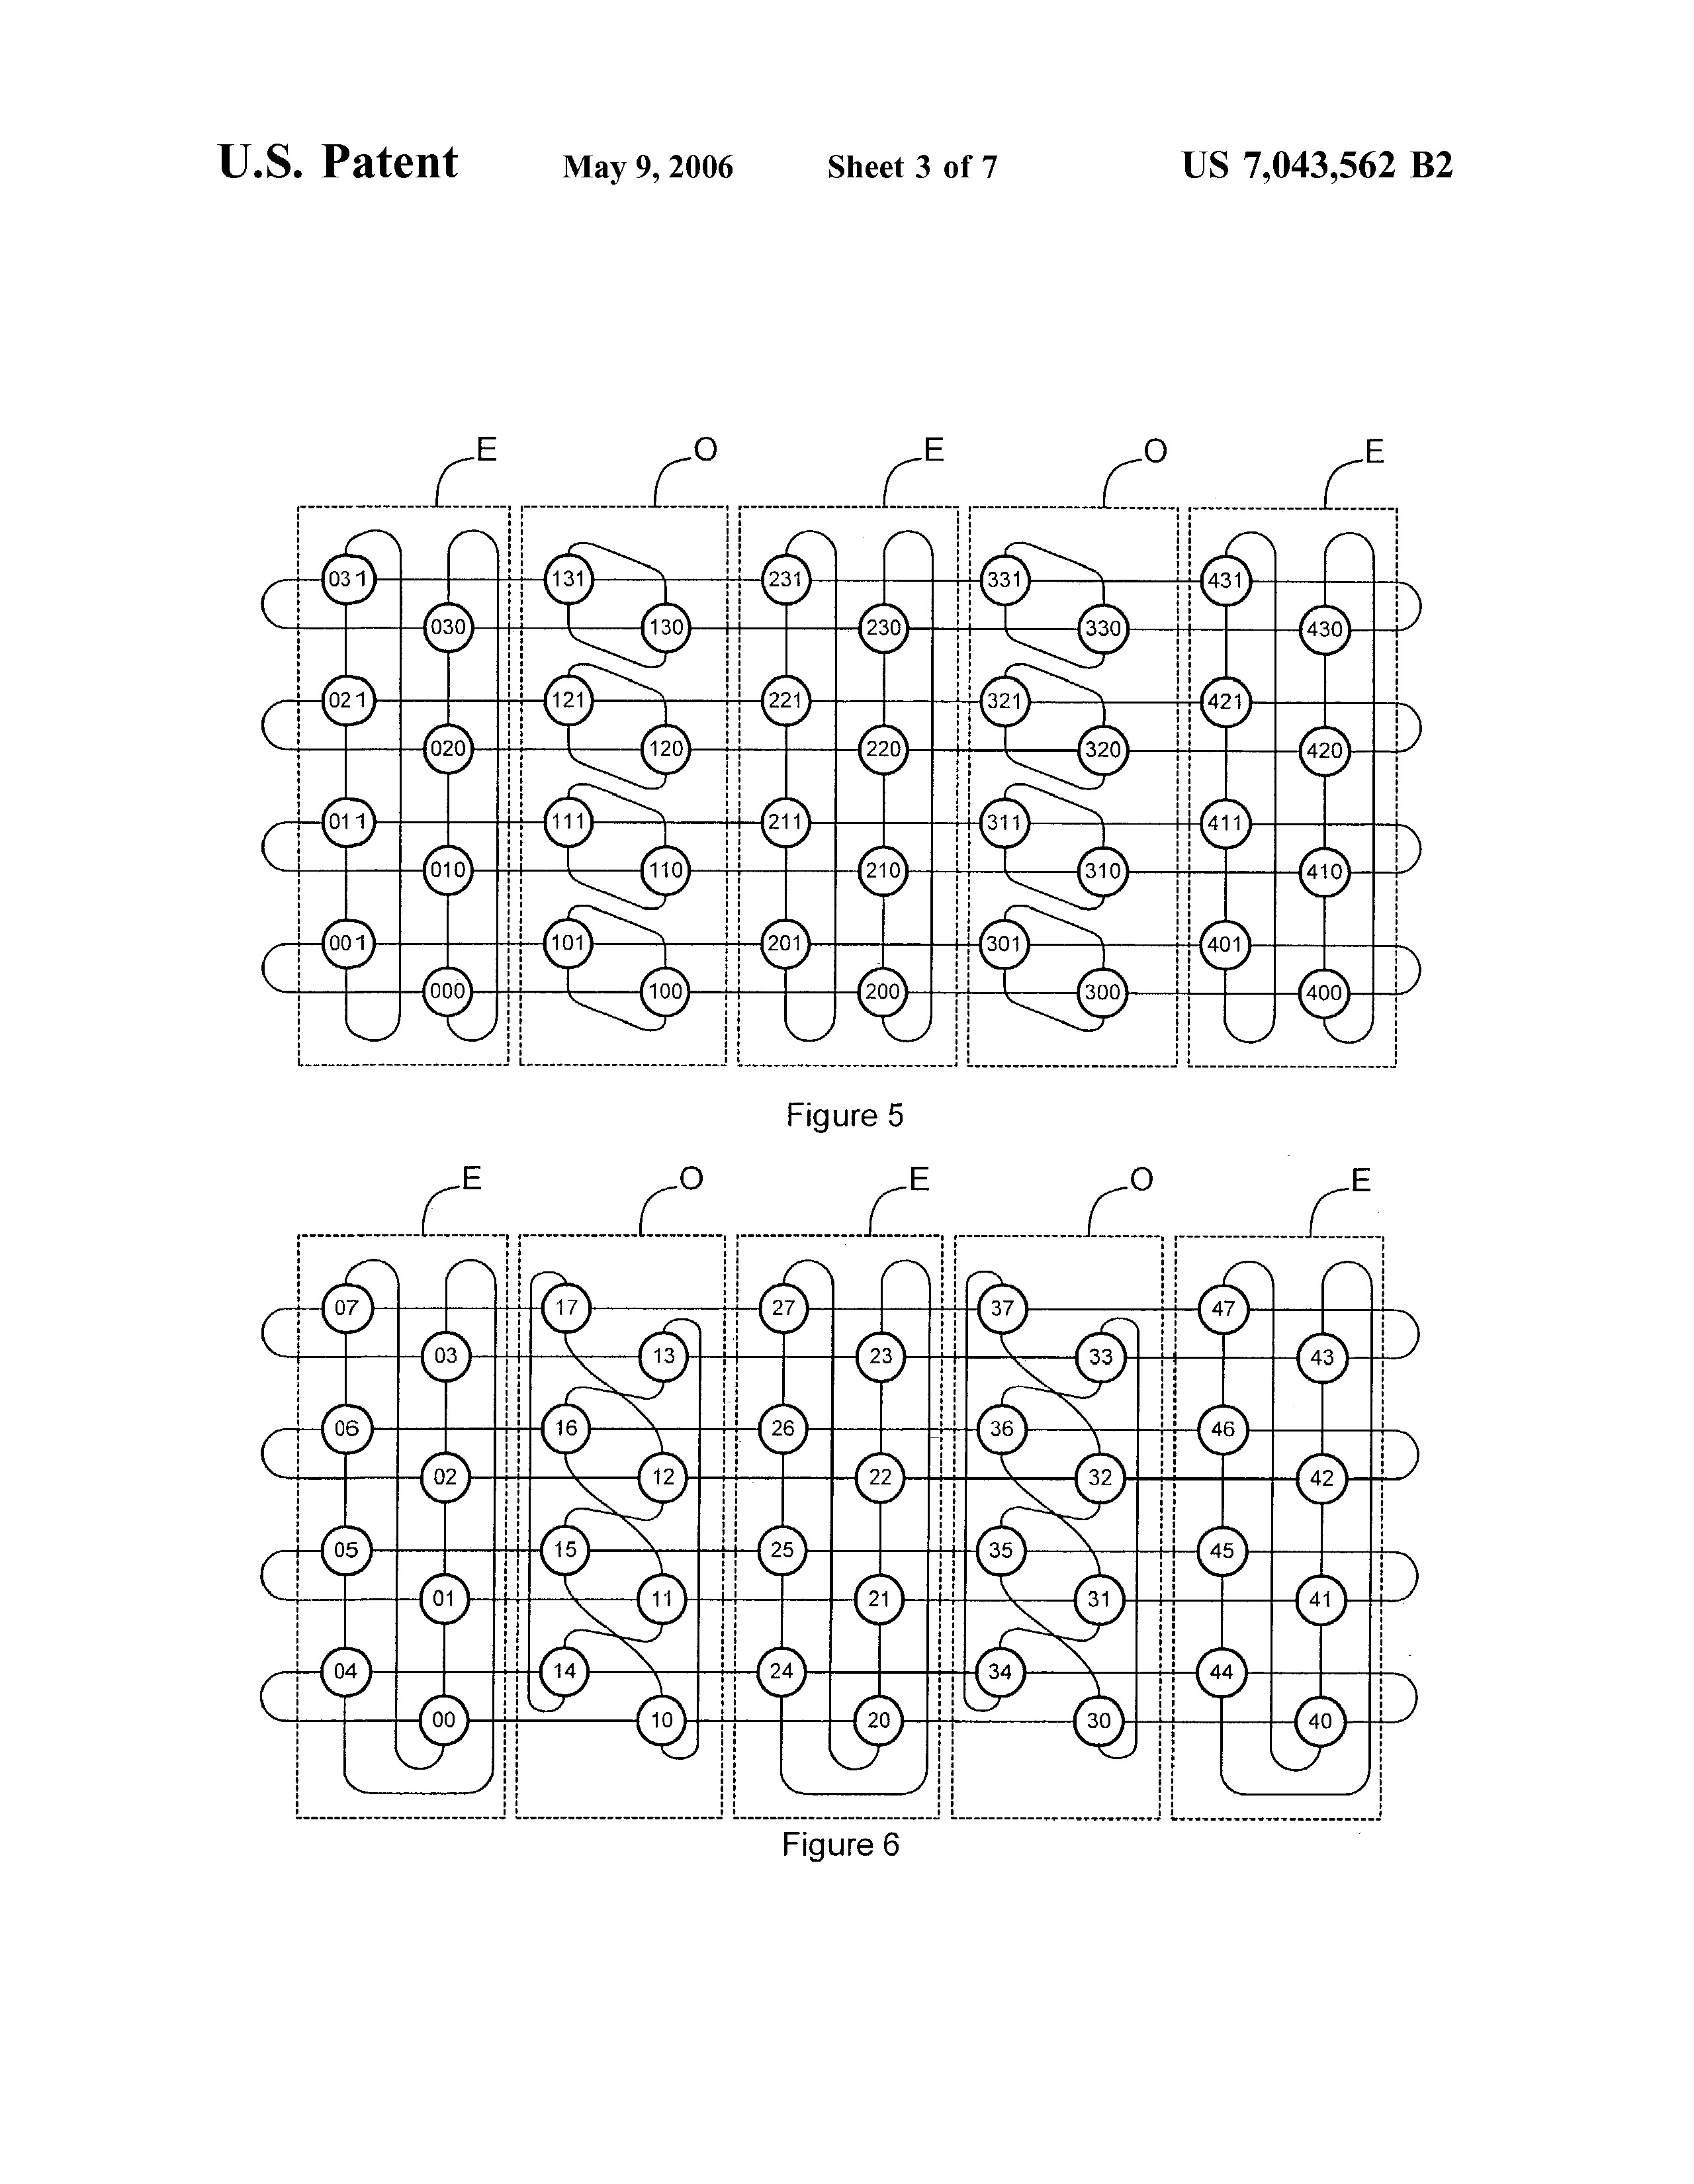 U.S. Patent May 9, 2006 Sheet 3 of 7 US 7,043,562 B2
E O E O E
031 131 231 331 431
030 130 230 330 430
021 121 221 321 421
020 120 220 320 420
011 111 211 311 411
010 110 210 310 410
001 101 201 301 401
000 100 200 300 400
Figure 5
E O E O E
07 17 27 37 47
03 13 23 33 43
06 16 26 36 46
02 12 22 32 42
05 15 25 35 45
01 11 21 31 41
04 14 24 34 44
00 10 20 30 40
Figure 6